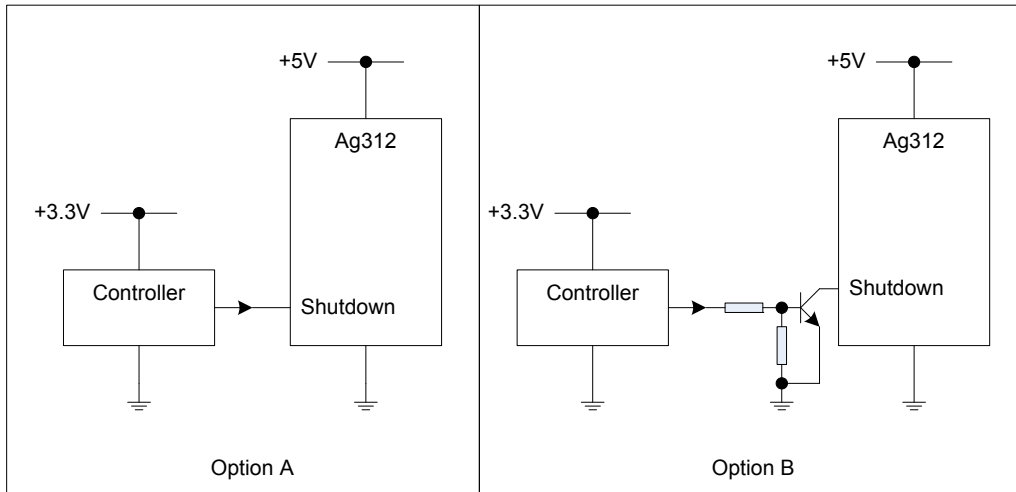 +5V
Ag312
+3.3V
Controller
Shutdown
Option A
+5V
Ag312
+3.3V
Controller
Shutdown
Option B